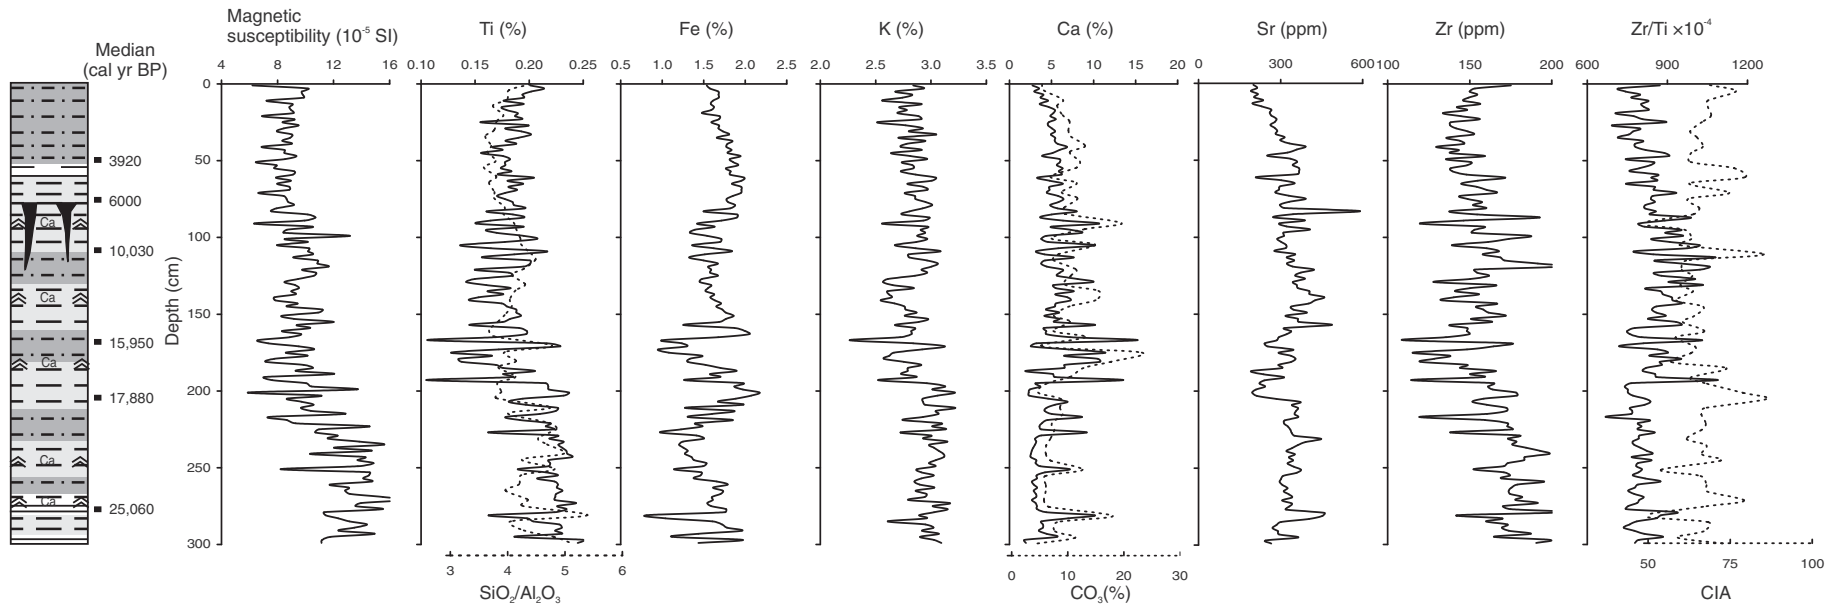 Magnetic
susceptibility (10⁻⁵ SI)
Ti (%)
Fe (%)
K (%)
Ca (%)
Sr (ppm)
Zr (ppm)
Zr/Ti ×10⁻⁴
Median
(cal yr BP)
4 8 12 16
0.10 0.15 0.20 0.25
0.5 1.0 1.5 2.0 2.5
2.0 2.5 3.0 3.5
0 5 10 15 20
0 300 600
100 150 200
600 900 1200
0
50
100
150
200
250
300
Depth (cm)
3920
6000
10,030
15,950
17,880
25,060
Ca
Ca
Ca
Ca
Ca
3 4 5 6
SiO₂/Al₂O₃
0 10 20 30
CO₃(%)
50 75 100
CIA